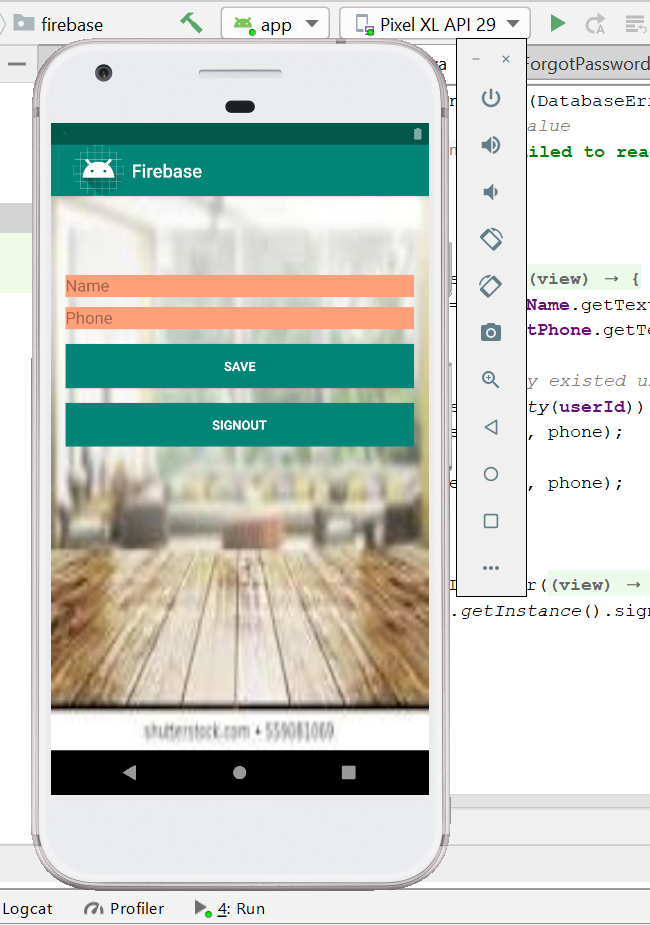 firebase
app
Pixel XL API 29
ForgotPassword
(DatabaseErr
alue
iled to rea
(view) → {
Name.getText
tPhone.getTe
y existed u
ty(userId))
, phone);
, phone);
r((view) →
.getInstance().sign
Firebase
Name
Phone
SAVE
SIGNOUT
shutterstock.com • 559081069
Logcat
Profiler
4: Run